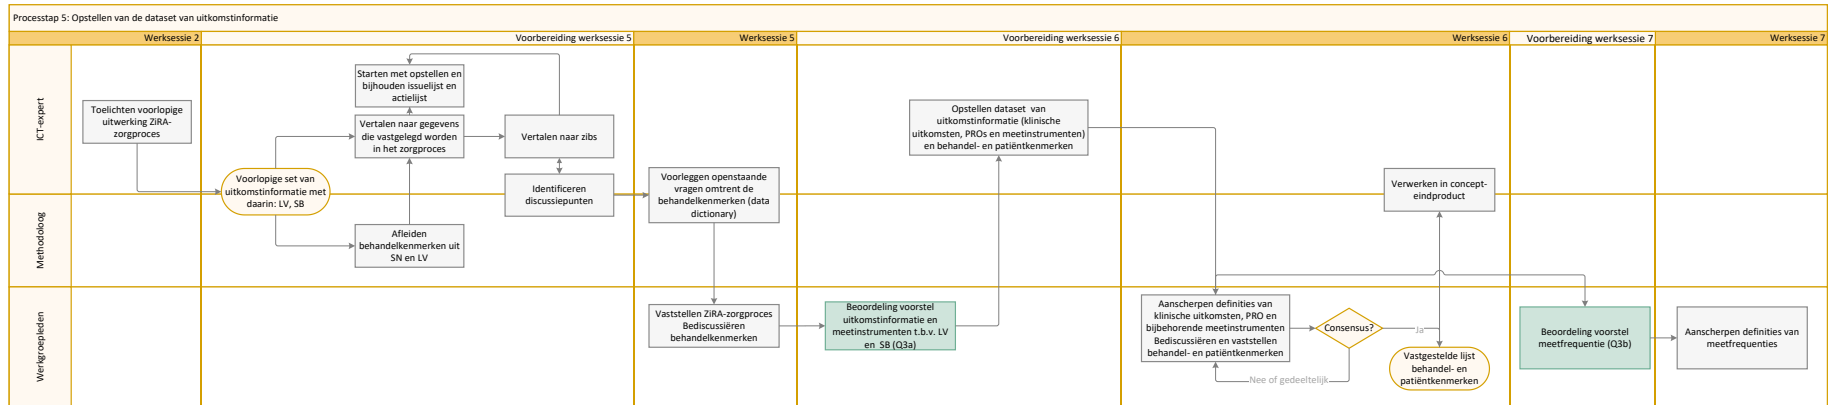 Processtap 5: Opstellen van de dataset van uitkomstinformatie
Werksessie 2
Voorbereiding werksessie 5
Werksessie 5
Voorbereiding werksessie 6
Werksessie 6
Voorbereiding werksessie 7
Werksessie 7
ICT-expert
Methodoloog
Werkgroepleden
Toelichten voorlopige
uitwerking ZiRA-
zorgproces
Voorlopige set van
uitkomstinformatie met
daarin: LV, SB
Starten met opstellen en
bijhouden issuelijst en
actielijst
Vertalen naar gegevens
die vastgelegd worden
in het zorgproces
Afleiden
behandelkenmerken uit
SN en LV
Vertalen naar zibs
Identificeren
discussiepunten
Voorleggen openstaande
vragen omtrent de
behandelkenmerken (data
dictionary)
Vaststellen ZiRA-zorgproces
Bediscussiëren
behandelkenmerken
Beoordeling voorstel
uitkomstinformatie en
meetinstrumenten t.b.v. LV
en SB (Q3a)
Opstellen dataset van
uitkomstinformatie (klinische
uitkomsten, PROs en meetinstrumenten)
en behandel- en patiëntkenmerken
Aanscherpen definities van
klinische uitkomsten, PRO en
bijbehorende meetinstrumenten
Bediscussiëren en vaststellen
behandel- en patiëntkenmerken
Consensus?
Ja
Nee of gedeeltelijk
Verwerken in concept-
eindproduct
Vastgestelde lijst
behandel- en
patiëntkenmerken
Beoordeling voorstel
meetfrequentie (Q3b)
Aanscherpen definities van
meetfrequenties